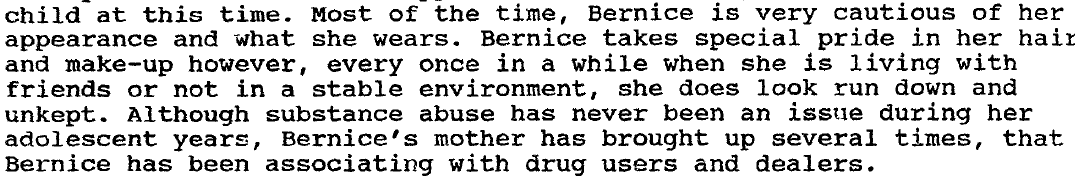 child at this time. Most of the time, Bernice is very cautious of her
appearance and what she wears. Bernice takes special pride in her hair
and make-up however, every once in a while when she is living with
friends or not in a stable environment, she does look run down and
unkept. Although substance abuse has never been an issue during her
adolescent years, Bernice's mother has brought up several times, that
Bernice has been associating with drug users and dealers.